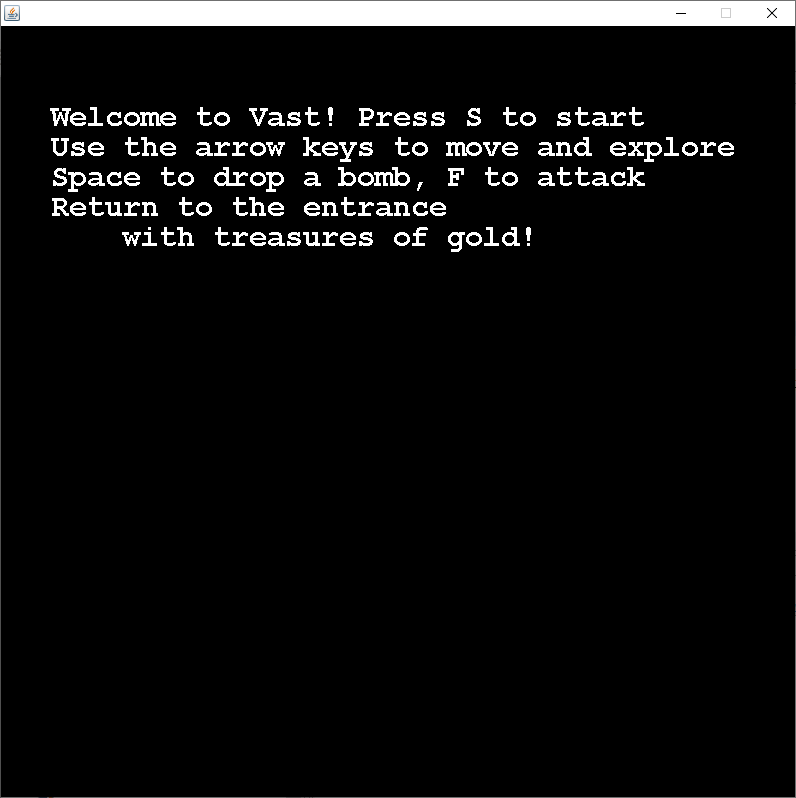 Welcome to Vast! Press S to start
Use the arrow keys to move and explore
Space to drop a bomb, F to attack
Return to the entrance
    with treasures of gold!